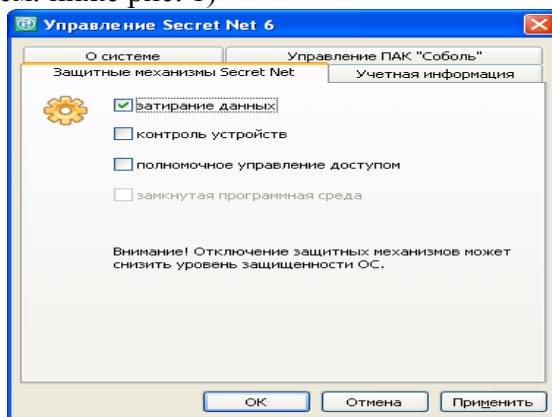 см. ниже рис. 1)
Управление Secret Net 6
О системе
Управление ПАК "Соболь"
Защитные механизмы Secret Net
Учетная информация
затирание данных
контроль устройств
полномочное управление доступом
замкнутая программная среда
Внимание! Отключение защитных механизмов может
снизить уровень защищенности ОС.
ОК
Отмена
Применить